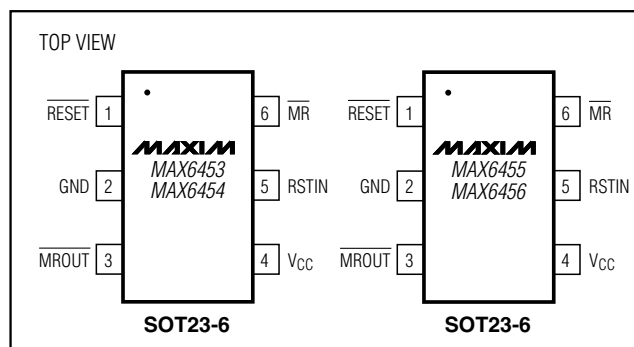 TOP VIEW
RESET 1
6 MR
MAXIM
MAX6453
MAX6454
GND 2
5 RSTIN
MROUT 3
4 VCC
SOT23-6
RESET 1
6 MR
MAXIM
MAX6455
MAX6456
GND 2
5 RSTIN
MROUT 3
4 VCC
SOT23-6